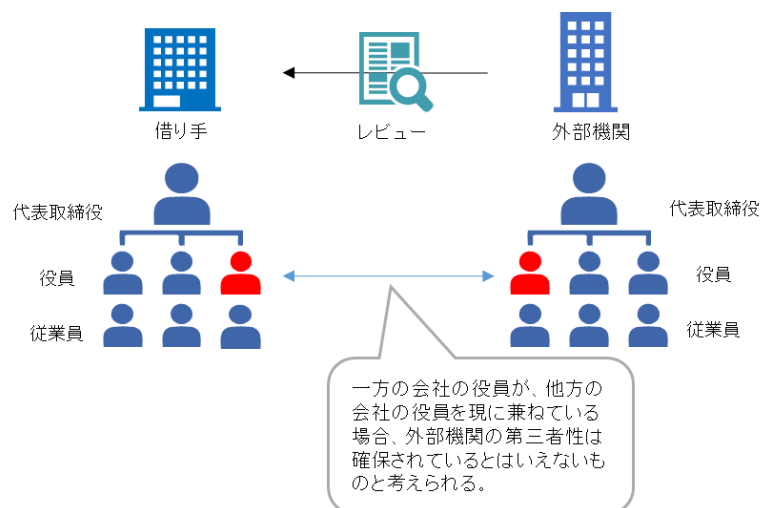 借り手
レビュー
外部機関
代表取締役
代表取締役
役員
役員
従業員
従業員
一方の会社の役員が、他方の
会社の役員を現に兼ねている
場合、外部機関の第三者性は
確保されているとはいえないも
のと考えられる。